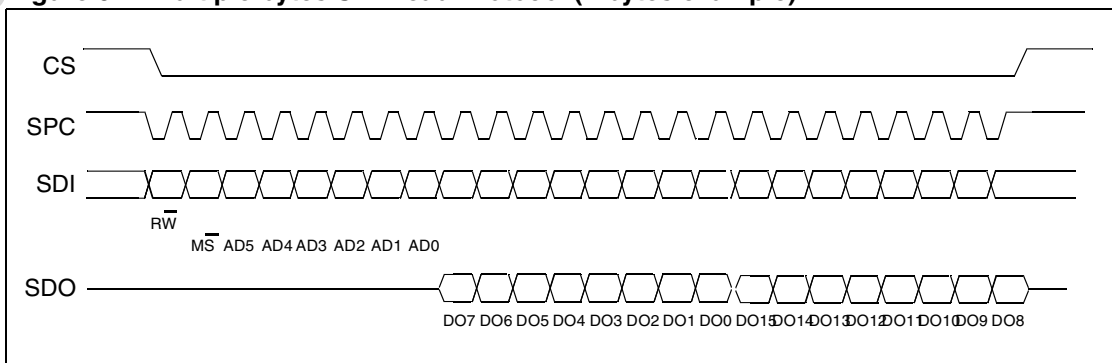 CS
SPC
SDI
RW̅
MS̅ AD5 AD4 AD3 AD2 AD1 AD0
SDO
DO7 DO6 DO5 DO4 DO3 DO2 DO1 DO0 DO15 DO14 DO13 DO12 DO11 DO10 DO9 DO8